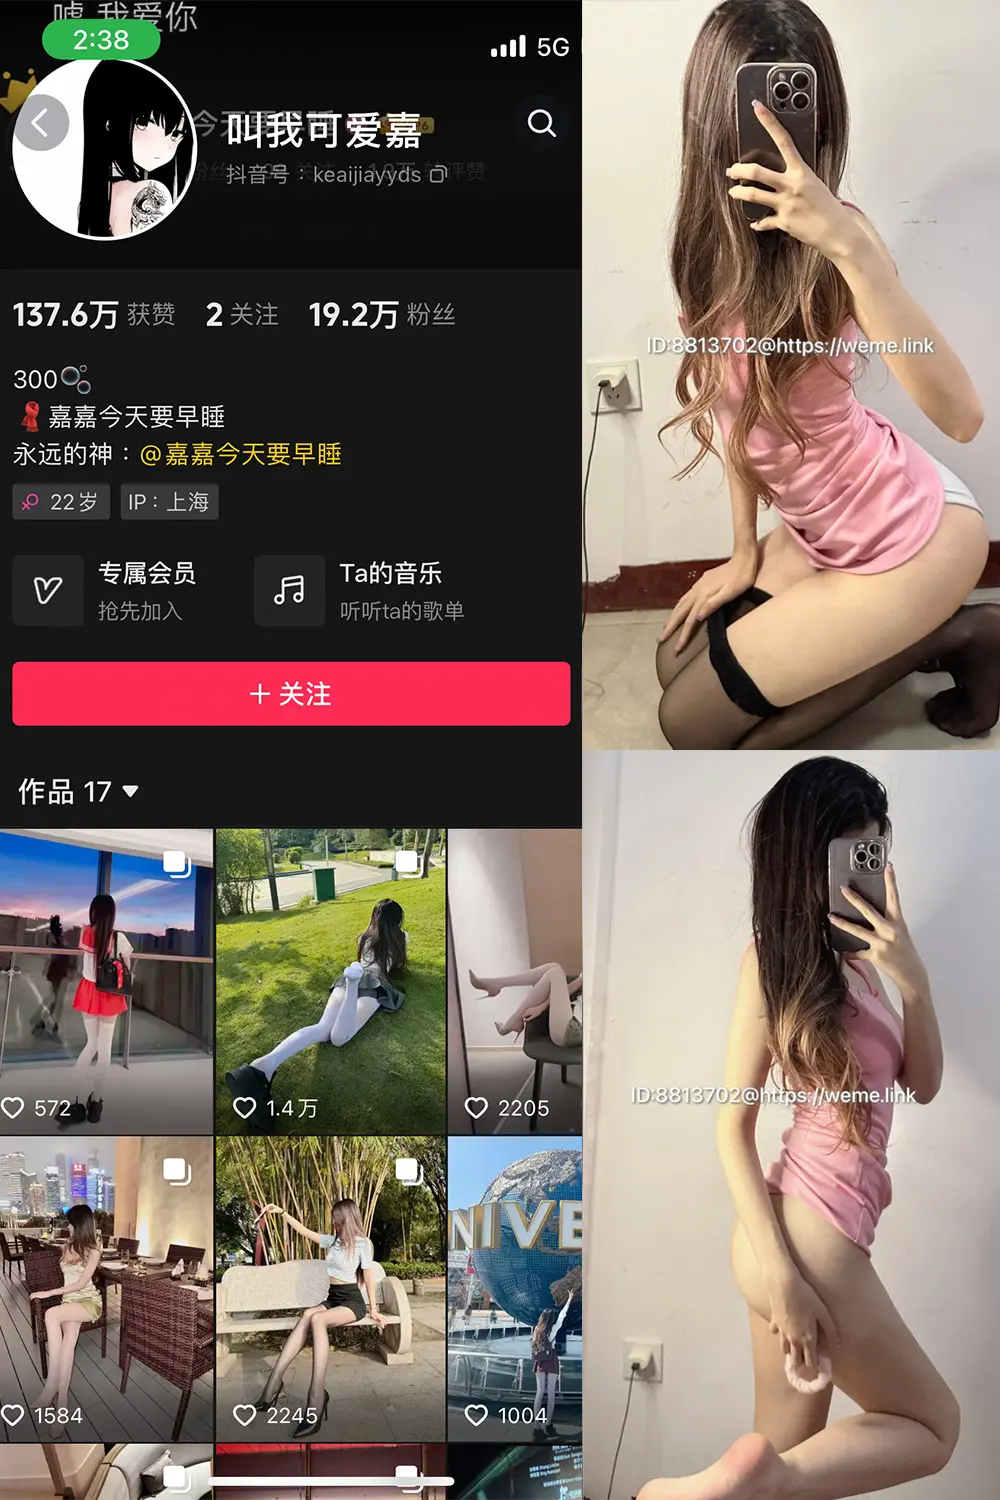 嘘 我爱你
2:38
5G
叫我可爱嘉
抖音号：keaijiayyds
137.6万 获赞 2 关注 19.2万 粉丝
300
嘉嘉今天要早睡
永远的神：@嘉嘉今天要早睡
22岁 IP：上海
专属会员
抢先加入
Ta的音乐
听听ta的歌单
＋关注
作品 17
572
1.4万
2205
NIVE
1584
2245
1004
ID:8813702@https://weme.link
ID:8813702@https://weme.link